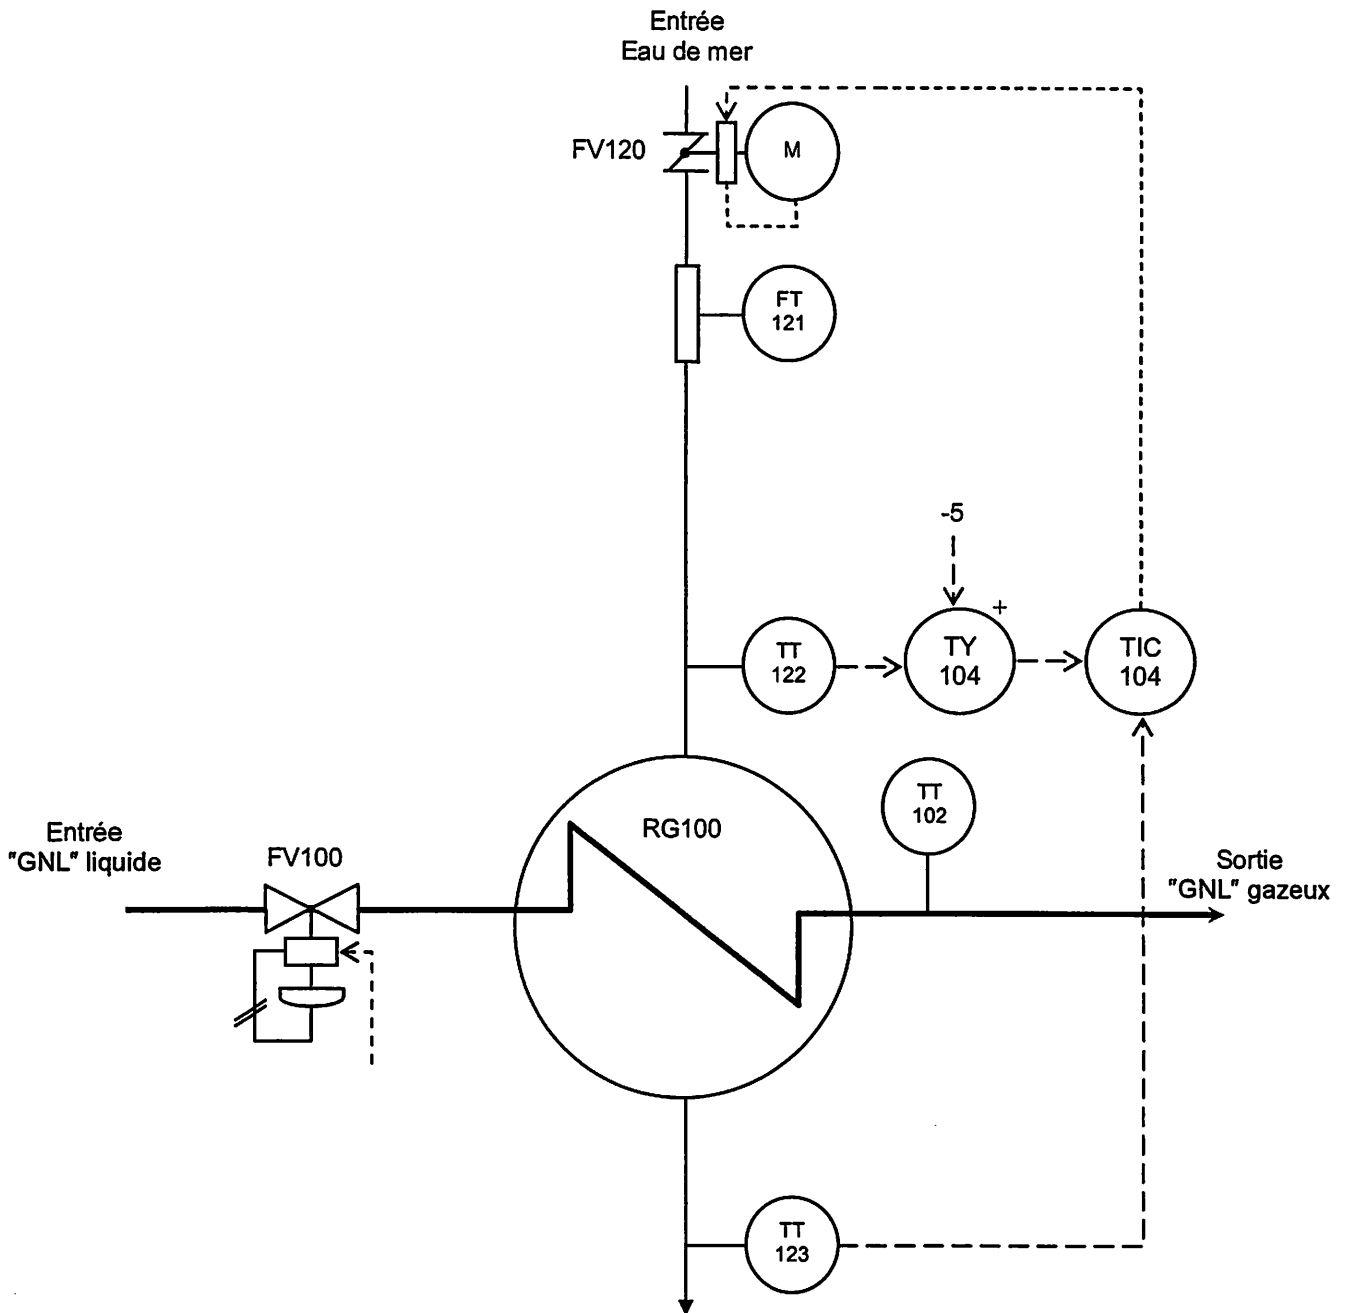 Entrée
Eau de mer
FV120
M
FT
121
-5
+
TT
122
TY
104
TIC
104
TT
102
RG100
Entrée
"GNL" liquide
FV100
Sortie
"GNL" gazeux
TT
123